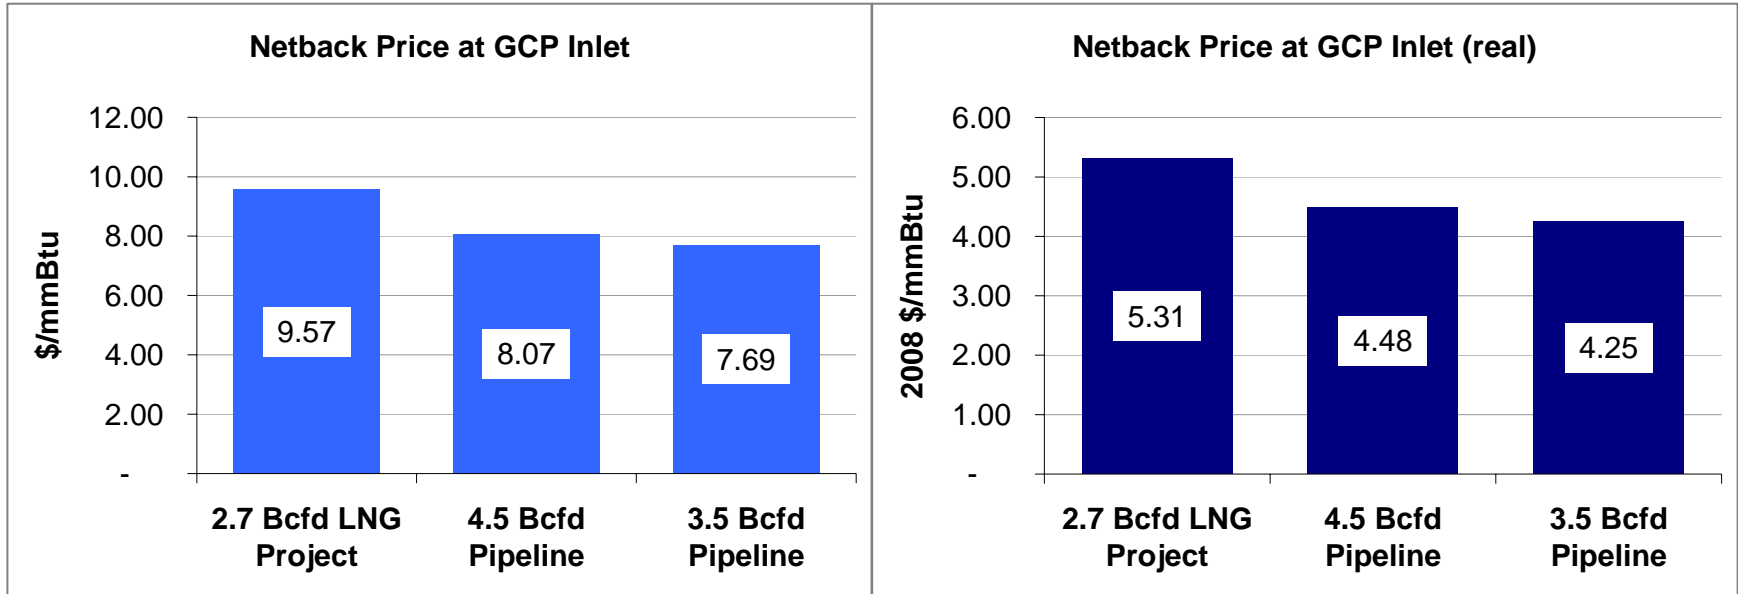 Netback Price at GCP Inlet
$/mmBtu
12.00
10.00
8.00
6.00
4.00
2.00
-
9.57
8.07
7.69
2.7 Bcfd LNG
Project
4.5 Bcfd
Pipeline
3.5 Bcfd
Pipeline
Netback Price at GCP Inlet (real)
2008 $/mmBtu
6.00
5.00
4.00
3.00
2.00
1.00
-
5.31
4.48
4.25
2.7 Bcfd LNG
Project
4.5 Bcfd
Pipeline
3.5 Bcfd
Pipeline